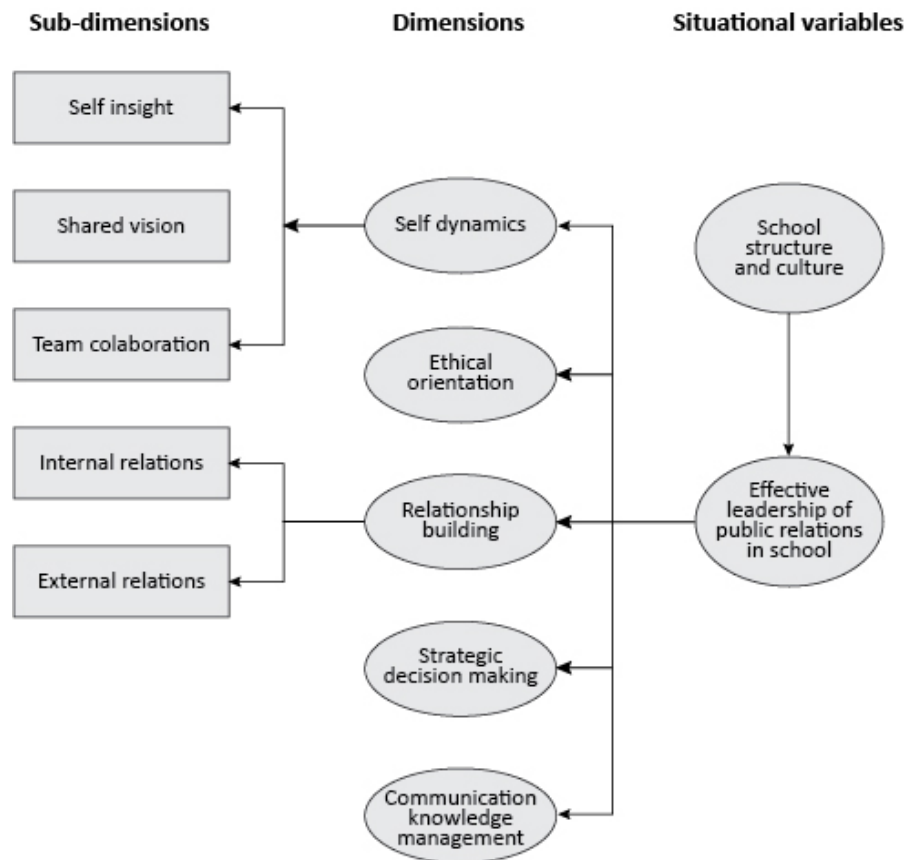 Sub-dimensions
Dimensions
Situational variables
Self insight
Shared vision
Team colaboration
Internal relations
External relations
Self dynamics
Ethical
orientation
Relationship
building
Strategic
decision making
Communication
knowledge
management
School
structure
and culture
Effective
leadership of
public relations
in school